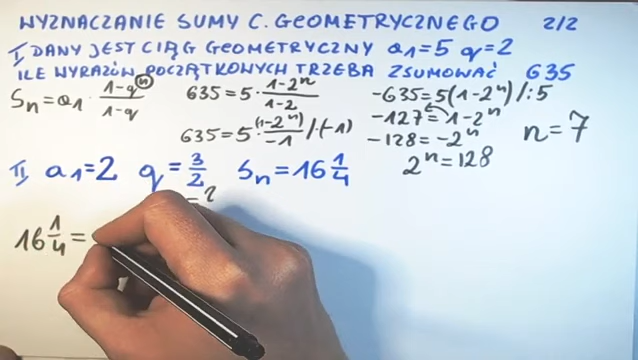 WYZNACZANIE SUMY C. GEOMETRYCZNEGO 2/2
I DANY JEST CIĄG GEOMETRYCZNY a1=5 q=2
ILE WYRAZÓW POCZĄTKOWYCH TRZEBA ZSUMOWAĆ 635
Sn=a1·(1-q^n)/(1-q) 635=5·(1-2^n)/(1-2) -635=5(1-2^n)/:5
-127=1-2^n n=7
635=5·(1-2^n)/-1 /·(-1) -128=-2^n
2^n=128
II a1=2 q=3/2 Sn=16 1/4
=?
16 1/4=